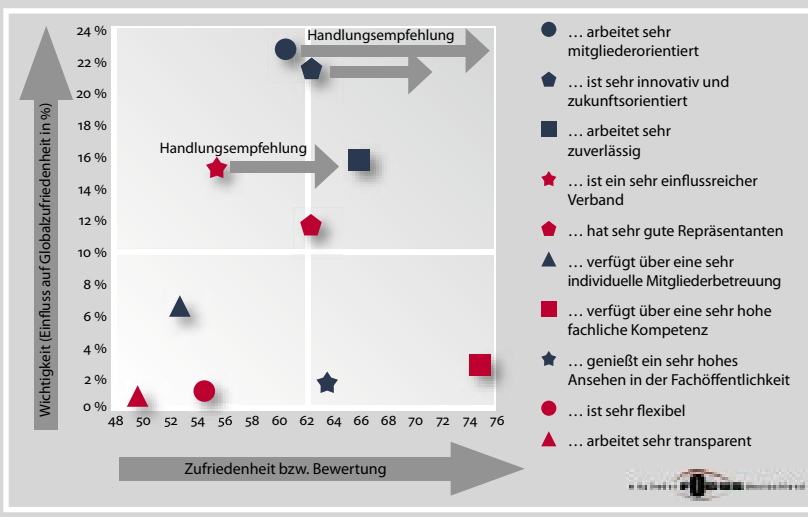 24 %
22 %
20 %
18 %
16 %
14 %
12 %
10 %
8 %
6 %
4 %
2 %
0 %
Wichtigkeit (Einfluss auf Globalzufriedenheit in %)
Handlungsempfehlung
Handlungsempfehlung
48 50 52 54 56 58 60 62 64 66 68 70 72 74 76
Zufriedenheit bzw. Bewertung
… arbeitet sehr
mitgliederorientiert
… ist sehr innovativ und
zukunftsorientiert
… arbeitet sehr
zuverlässig
… ist ein sehr einflussreicher
Verband
… hat sehr gute Repräsentanten
… verfügt über eine sehr
individuelle Mitgliederbetreuung
… verfügt über eine sehr hohe
fachliche Kompetenz
… genießt ein sehr hohes
Ansehen in der Fachöffentlichkeit
… ist sehr flexibel
… arbeitet sehr transparent